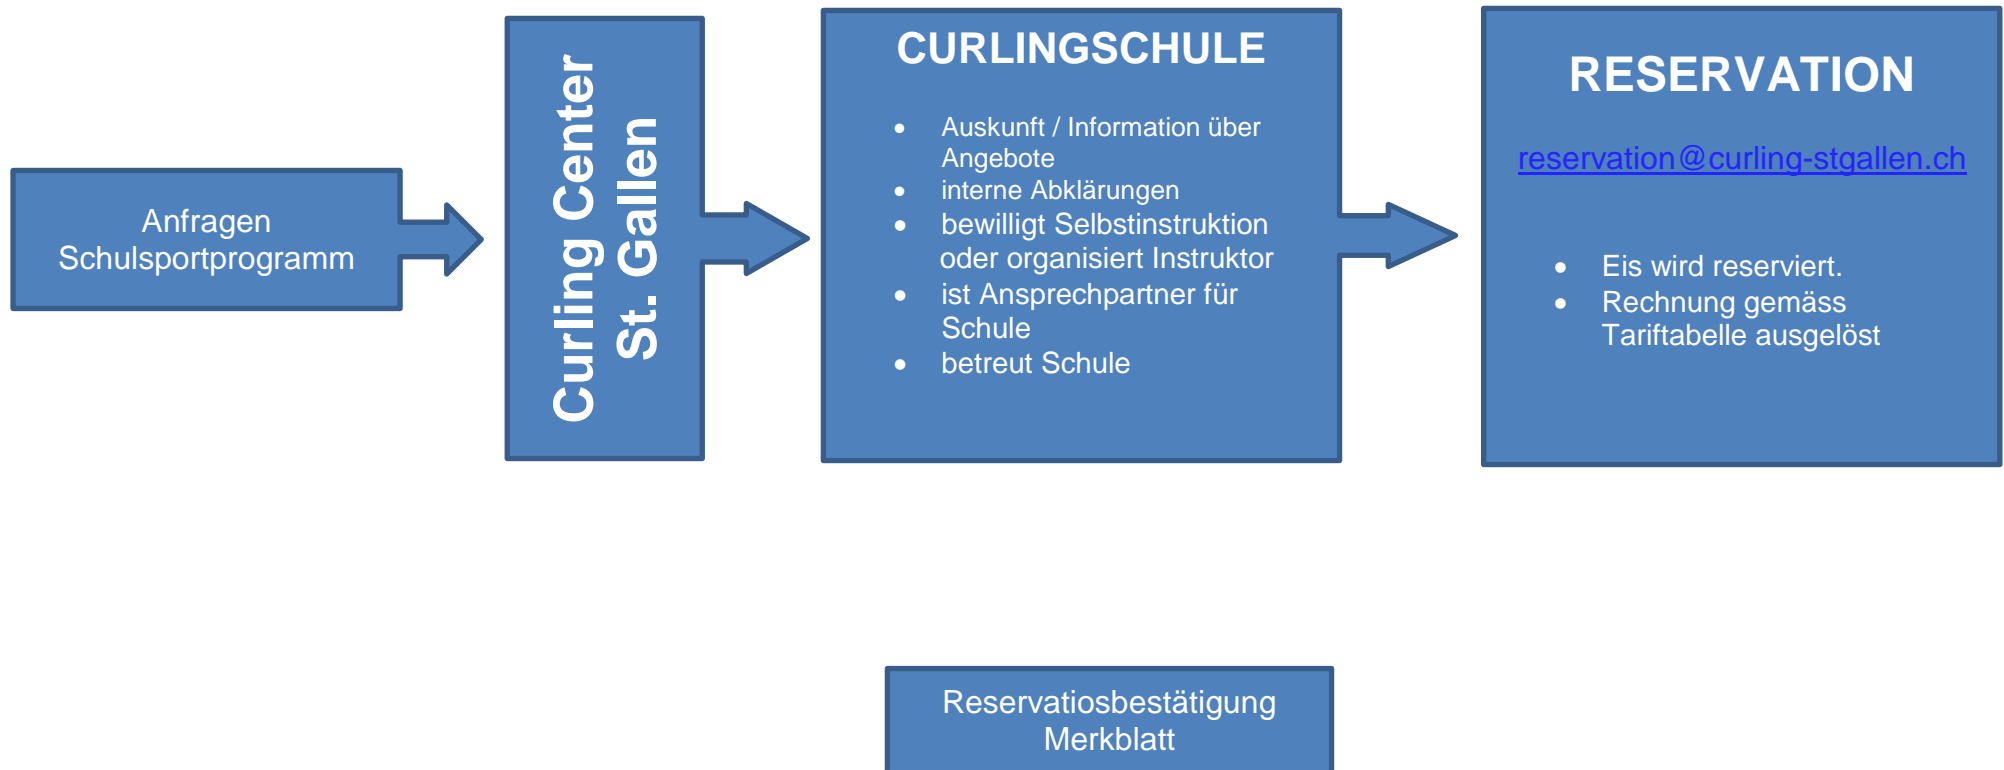 Anfragen
Schulsportprogramm
Curling Center
St. Gallen
CURLINGSCHULE
• Auskunft / Information über
Angebote
• interne Abklärungen
• bewilligt Selbstinstruktion
oder organisiert Instruktor
• ist Ansprechpartner für
Schule
• betreut Schule
RESERVATION
reservation@curling-stgallen.ch
• Eis wird reserviert.
• Rechnung gemäss
Tariftabelle ausgelöst
Reservatiosbestätigung
Merkblatt